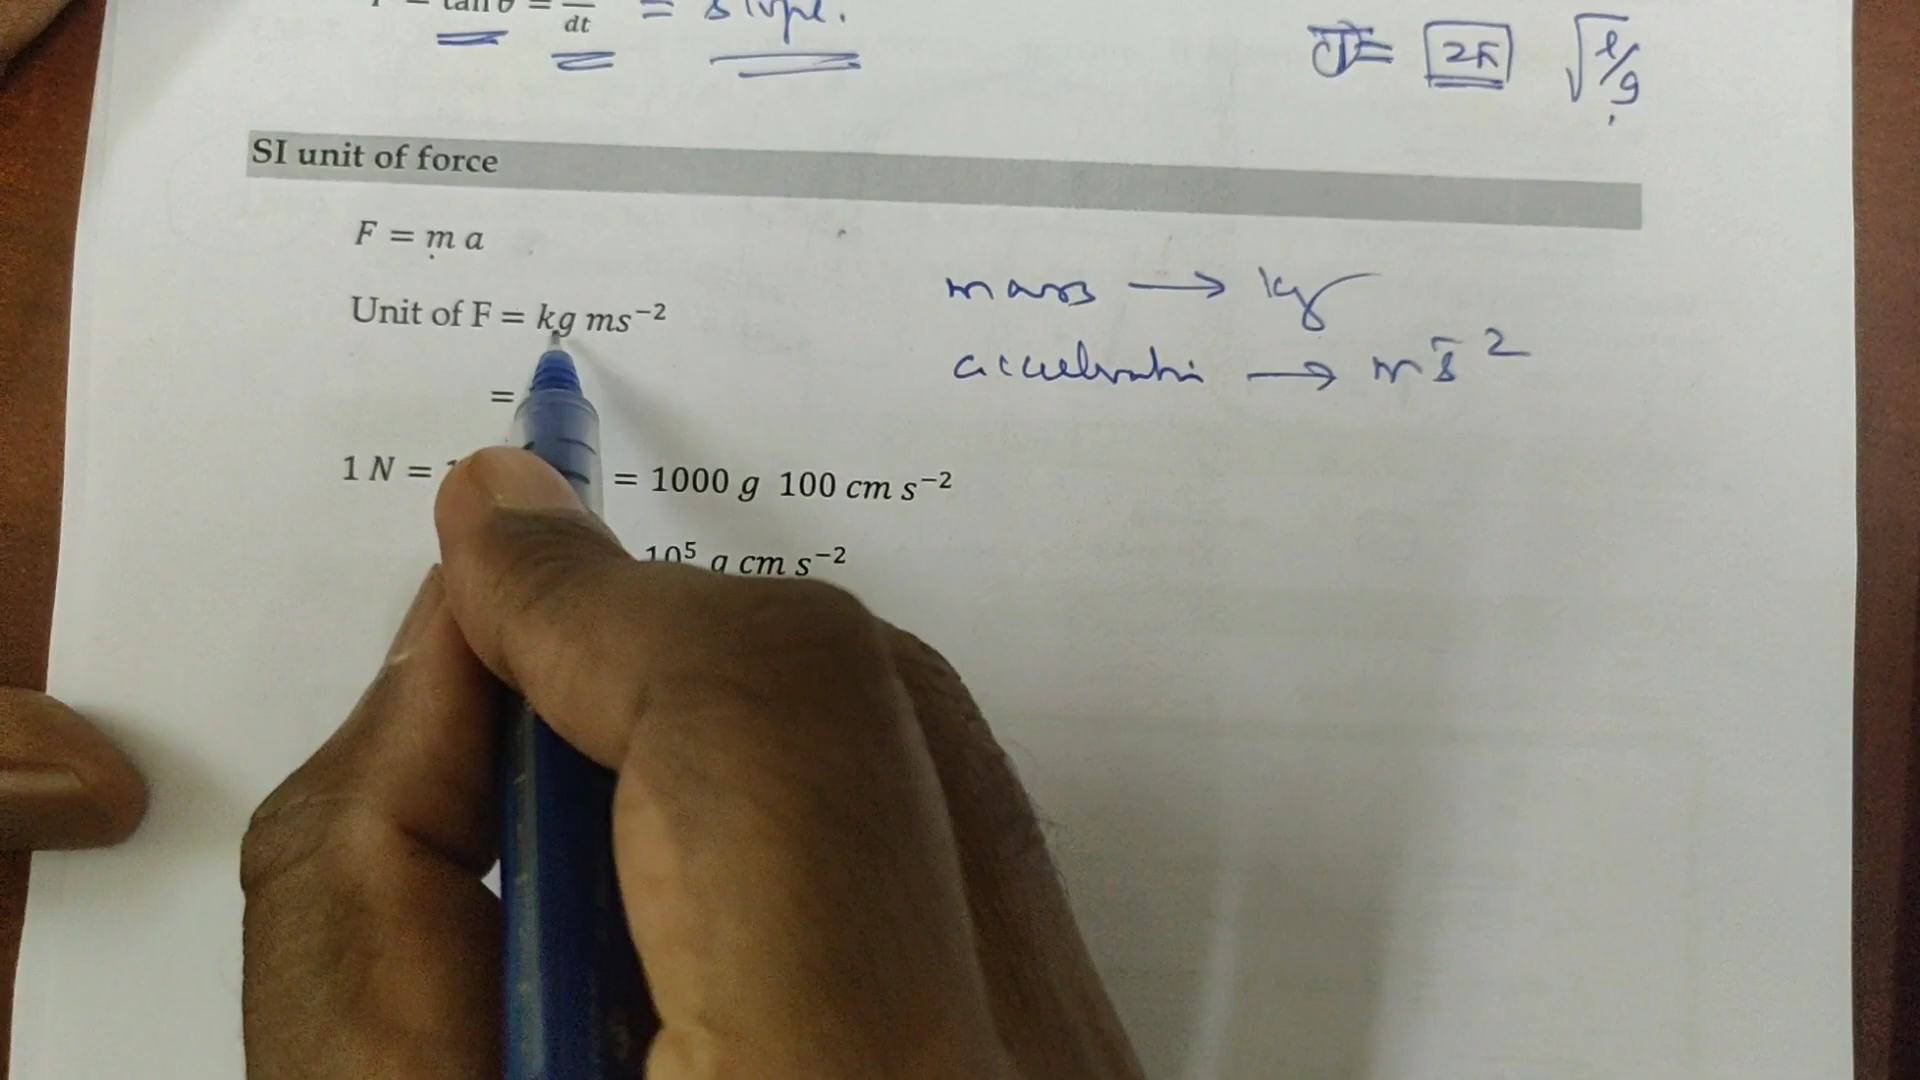 = tan θ = dt = slope.
T = 2π √l/g
SI unit of force
F = m a
Unit of F = kg ms⁻²
mass → kg
acceleration → m s⁻²
=
1 N = = 1000 g 100 cm s⁻²
10⁵ g cm s⁻²